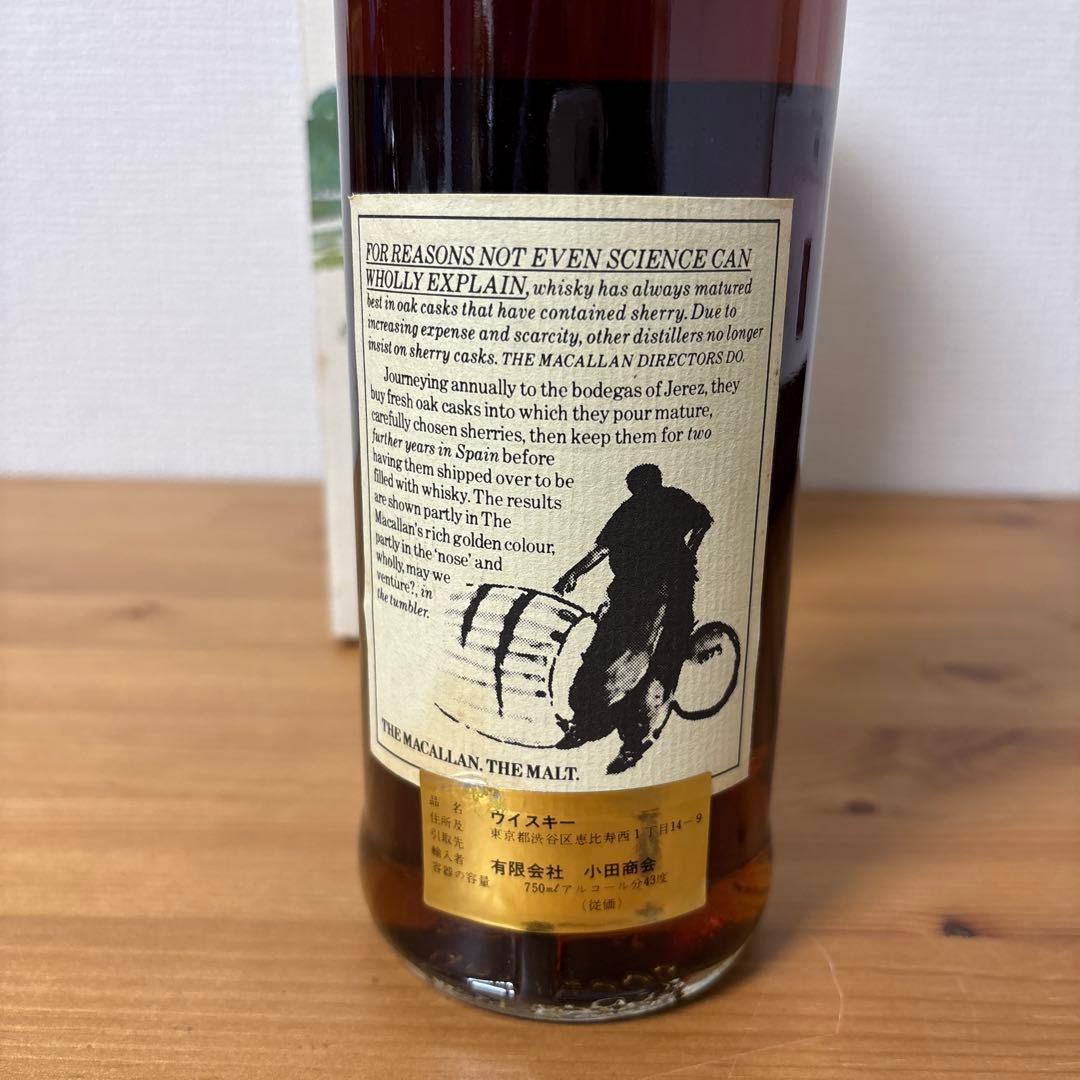 FOR REASONS NOT EVEN SCIENCE CAN
WHOLLY EXPLAIN, whisky has always matured
best in oak casks that have contained sherry. Due to
increasing expense and scarcity, other distillers no longer
insist on sherry casks. THE MACALLAN DIRECTORS DO.
Journeying annually to the bodegas of Jerez, they
buy fresh oak casks into which they pour mature,
carefully chosen sherries, then keep them for two
further years in Spain before
having them shipped over to be
filled with whisky. The results
are shown partly in The
Macallan's rich golden colour,
partly in the 'nose' and
wholly, may we
venture?, in
the tumbler.
THE MACALLAN. THE MALT.
品名 ウイスキー
住所及 東京都渋谷区恵比寿西1丁目14-9
引取先
輸入者 有限会社 小田商会
容器の容量 750mlアルコール分43度
(従価)